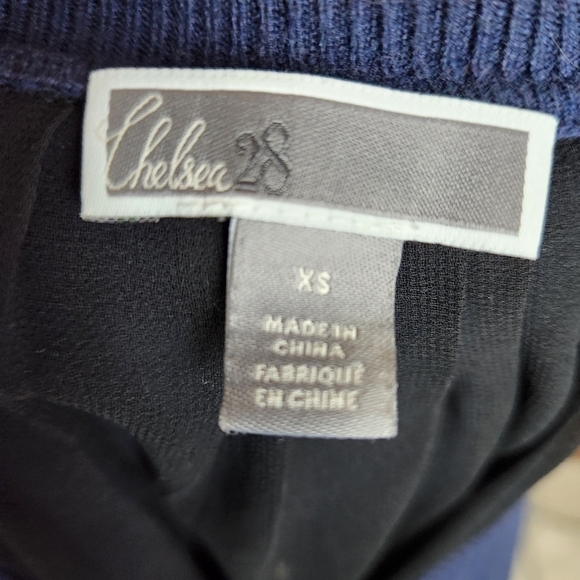 Chelsea28
XS
MADE IN
CHINA
FABRIQUÉ
EN CHINE